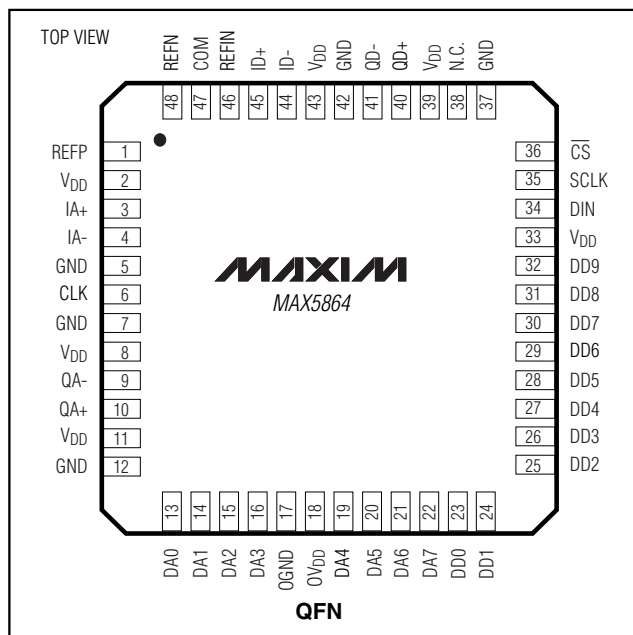 TOP VIEW
REFN COM REFIN ID+ ID- VDD GND QD- QD+ VDD N.C. GND
48 47 46 45 44 43 42 41 40 39 38 37
REFP 1
VDD 2
IA+ 3
IA- 4
GND 5
CLK 6
GND 7
VDD 8
QA- 9
QA+ 10
VDD 11
GND 12
MAXIM
MAX5864
36 C̅S̅
35 SCLK
34 DIN
33 VDD
32 DD9
31 DD8
30 DD7
29 DD6
28 DD5
27 DD4
26 DD3
25 DD2
13 14 15 16 17 18 19 20 21 22 23 24
DA0 DA1 DA2 DA3 OGND OVDD DA4 DA5 DA6 DA7 DD0 DD1
QFN